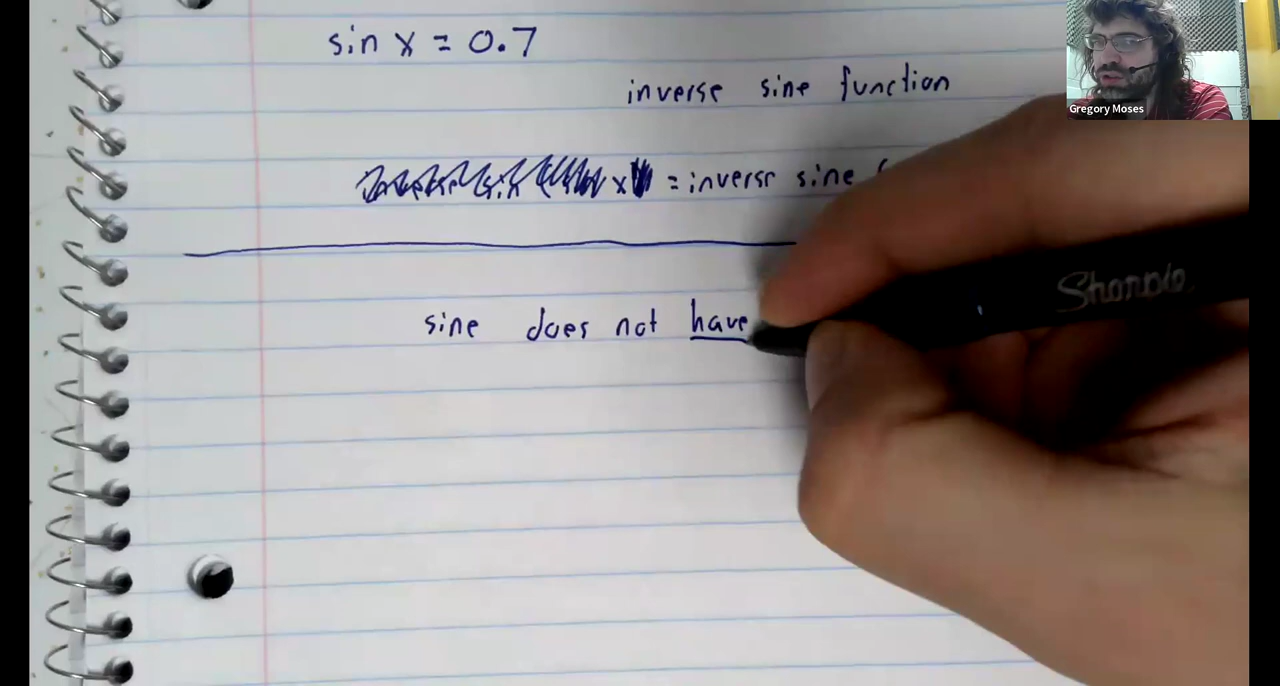 sin x = 0.7
Gregory Moses
inverse sine function
x = inverse sine
Sharpie
sine does not have